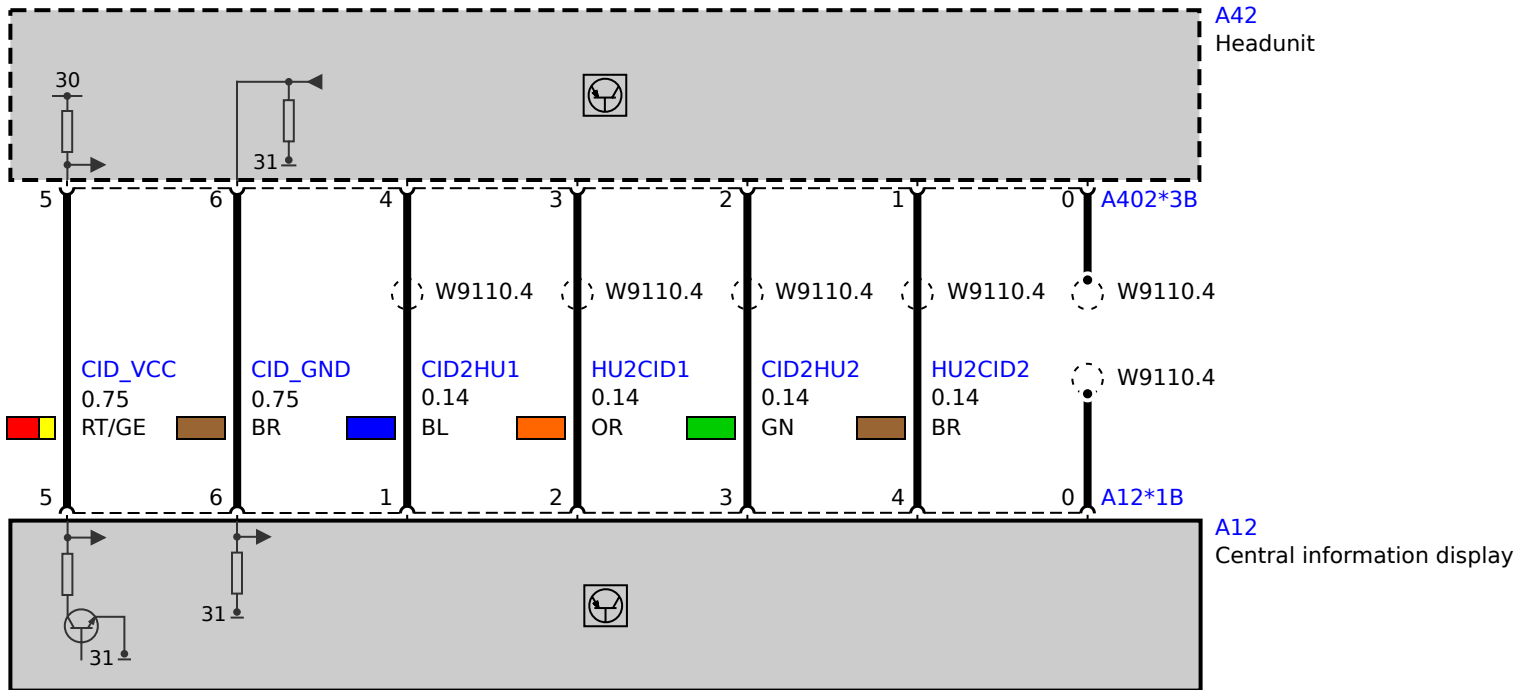 A42
Headunit
30
31
5
6
4
3
2
1
0
A402*3B
W9110.4
W9110.4
W9110.4
W9110.4
W9110.4
W9110.4
CID_VCC
0.75
RT/GE
CID_GND
0.75
BR
CID2HU1
0.14
BL
HU2CID1
0.14
OR
CID2HU2
0.14
GN
HU2CID2
0.14
BR
5
6
1
2
3
4
0
A12*1B
A12
Central information display
31
31